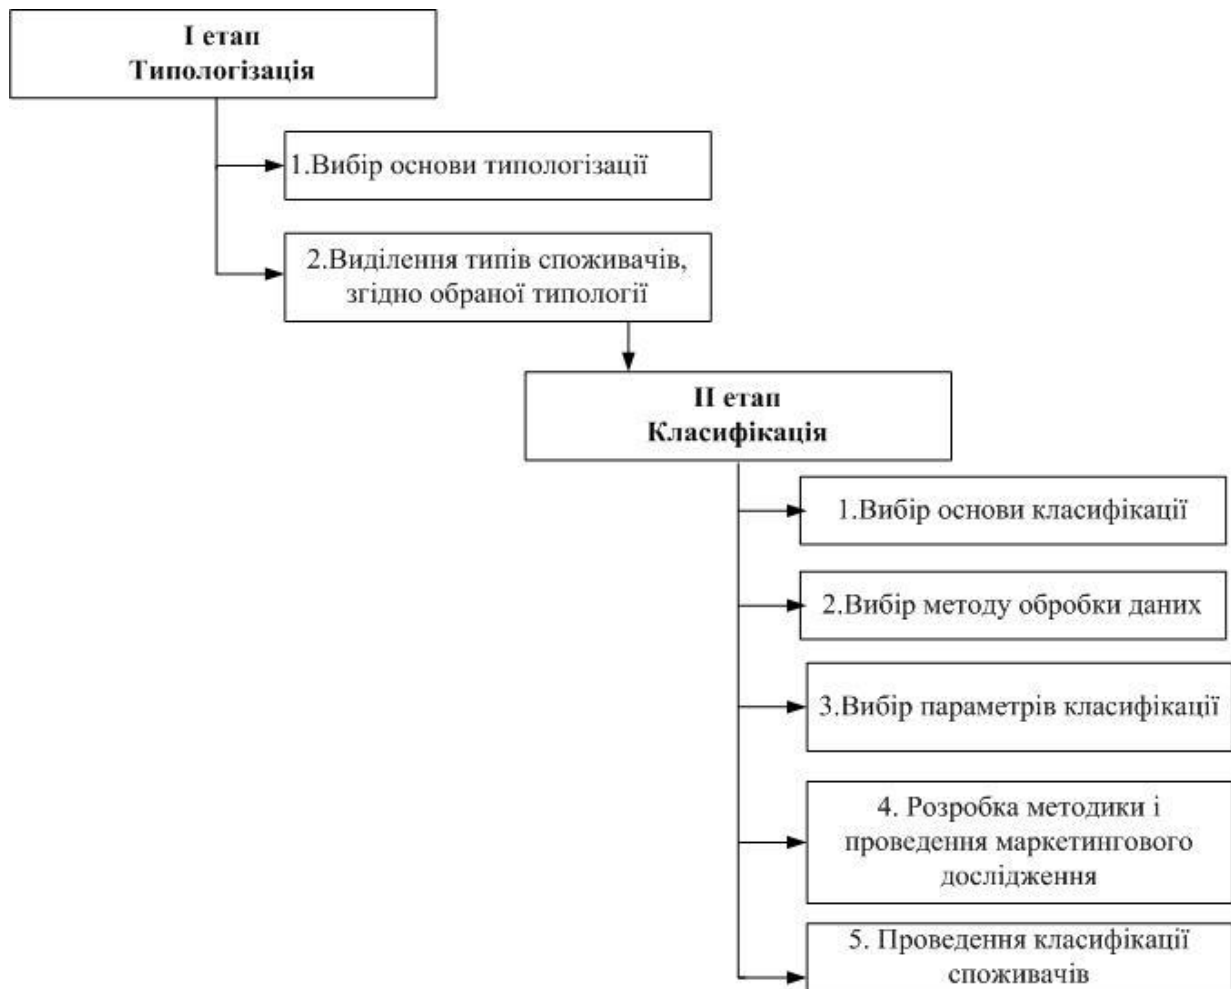 І етап
Типологізація
1.Вибір основи типологізації
2.Виділення типів споживачів,
згідно обраної типології
ІІ етап
Класифікація
1.Вибір основи класифікації
2.Вибір методу обробки даних
3.Вибір параметрів класифікації
4. Розробка методики і
проведення маркетингового
дослідження
5. Проведення класифікації
споживачів